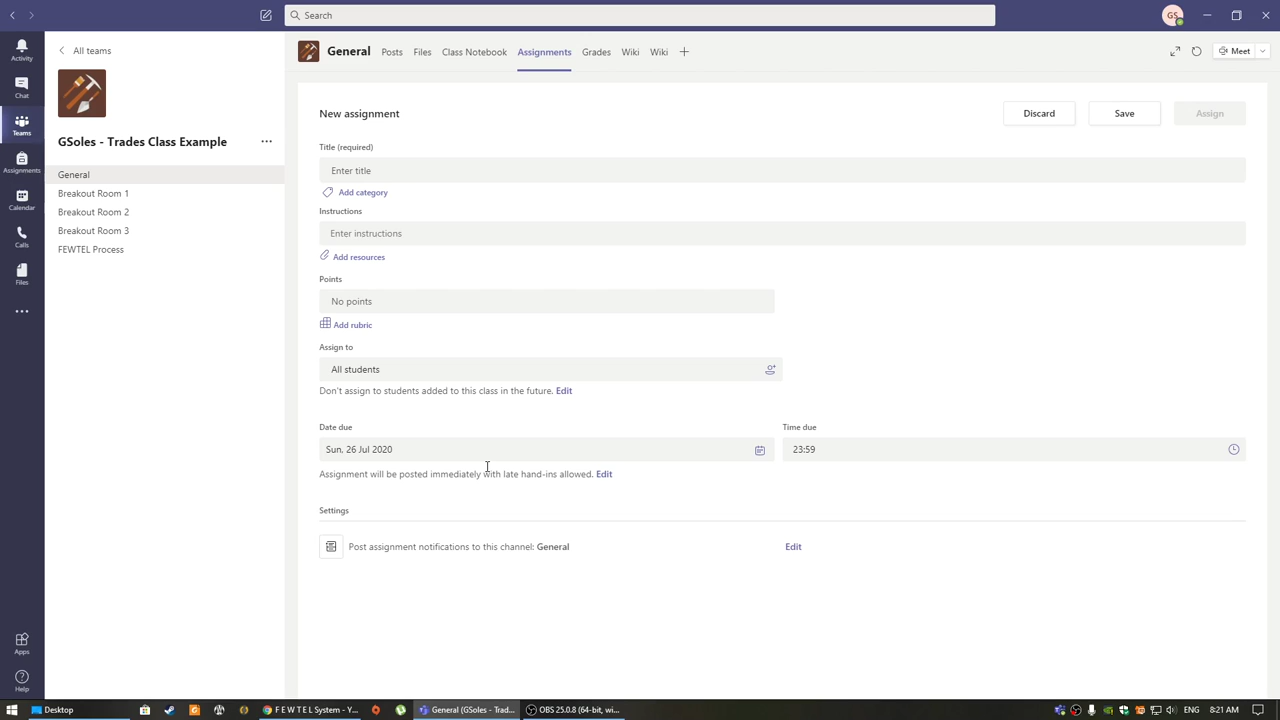 Search
GS
Activity
Chat
Teams
Assignments
Calendar
Calls
Files
Apps
Help
All teams
GSoles - Trades Class Example
General
Breakout Room 1
Breakout Room 2
Breakout Room 3
FEWTEL Process
General Posts Files Class Notebook Assignments Grades Wiki Wiki
Meet
New assignment
Discard Save Assign
Title (required)
Enter title
Add category
Instructions
Enter instructions
Add resources
Points
No points
Add rubric
Assign to
All students
Don't assign to students added to this class in the future. Edit
Date due Time due
Sun, 26 Jul 2020 23:59
Assignment will be posted immediately with late hand-ins allowed. Edit
Settings
Post assignment notifications to this channel: General Edit
Desktop
F E W T E L System - Y...
General (GSoles - Trad...
OBS 25.0.8 (64-bit, wi...
ENG 8:21 AM